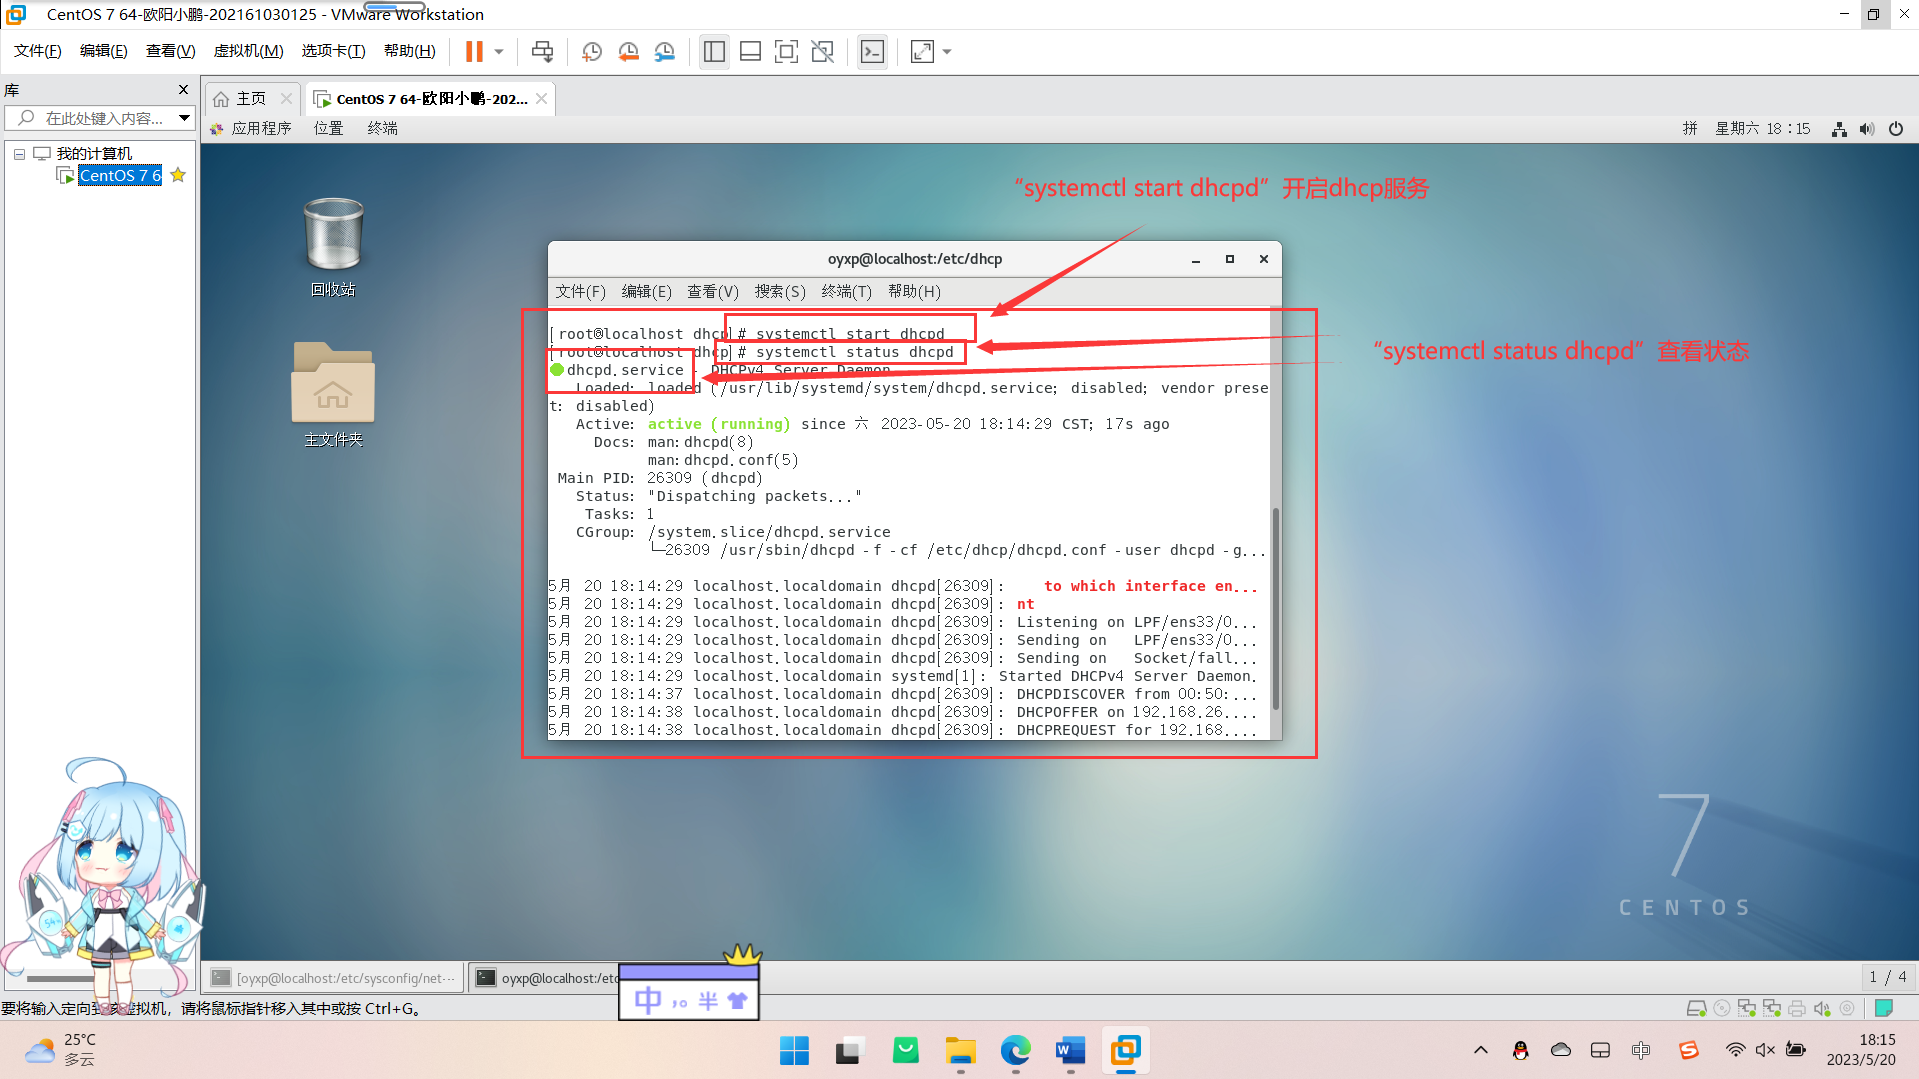 CentOS 7 64-欧阳小鹏-202161030125 - VMware Workstation
文件(F) 编辑(E) 查看(V) 虚拟机(M) 选项卡(T) 帮助(H)
库
在此处键入内容...
我的计算机
CentOS 7 6
主页
CentOS 7 64-欧阳小鹏-202...
应用程序 位置 终端
拼 星期六 18：15
回收站
主文件夹
“systemctl start dhcpd”开启dhcp服务
“systemctl status dhcpd”查看状态
oyxp@localhost:/etc/dhcp
文件(F) 编辑(E) 查看(V) 搜索(S) 终端(T) 帮助(H)
[root@localhost dhcp]# systemctl start dhcpd
[root@localhost dhcp]# systemctl status dhcpd
dhcpd.service - DHCPv4 Server Daemon
Loaded: loaded (/usr/lib/systemd/system/dhcpd.service; disabled; vendor prese
t: disabled)
Active: active (running) since 六 2023-05-20 18:14:29 CST; 17s ago
Docs: man:dhcpd(8)
man:dhcpd.conf(5)
Main PID: 26309 (dhcpd)
Status: "Dispatching packets..."
Tasks: 1
CGroup: /system.slice/dhcpd.service
└─26309 /usr/sbin/dhcpd -f -cf /etc/dhcp/dhcpd.conf -user dhcpd -g...
5月 20 18:14:29 localhost.localdomain dhcpd[26309]: to which interface en...
5月 20 18:14:29 localhost.localdomain dhcpd[26309]: nt
5月 20 18:14:29 localhost.localdomain dhcpd[26309]: Listening on LPF/ens33/0...
5月 20 18:14:29 localhost.localdomain dhcpd[26309]: Sending on LPF/ens33/0...
5月 20 18:14:29 localhost.localdomain dhcpd[26309]: Sending on Socket/fall...
5月 20 18:14:29 localhost.localdomain systemd[1]: Started DHCPv4 Server Daemon.
5月 20 18:14:37 localhost.localdomain dhcpd[26309]: DHCPDISCOVER from 00:50:...
5月 20 18:14:38 localhost.localdomain dhcpd[26309]: DHCPOFFER on 192.168.26....
5月 20 18:14:38 localhost.localdomain dhcpd[26309]: DHCPREQUEST for 192.168....
7
CENTOS
[oyxp@localhost:/etc/sysconfig/net···
oyxp@localhost:/etc
1 / 4
中 ,。半
要将输入定向到该虚拟机，请将鼠标指针移入其中或按 Ctrl+G。
25°C
多云
中
18:15
2023/5/20